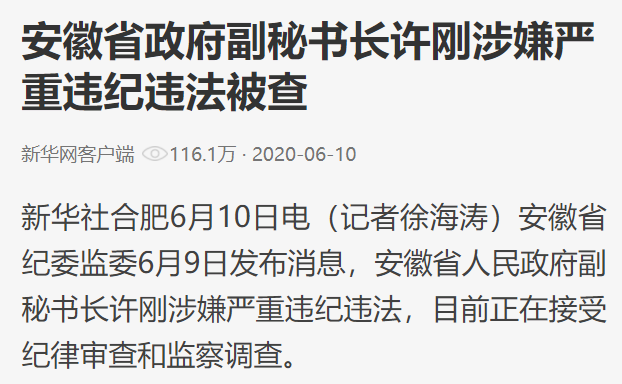 安徽省政府副秘书长许刚涉嫌严
重违纪违法被查
新华网客户端 116.1万 · 2020-06-10
新华社合肥6月10日电（记者徐海涛）安徽省
纪委监委6月9日发布消息，安徽省人民政府副
秘书长许刚涉嫌严重违纪违法，目前正在接受
纪律审查和监察调查。